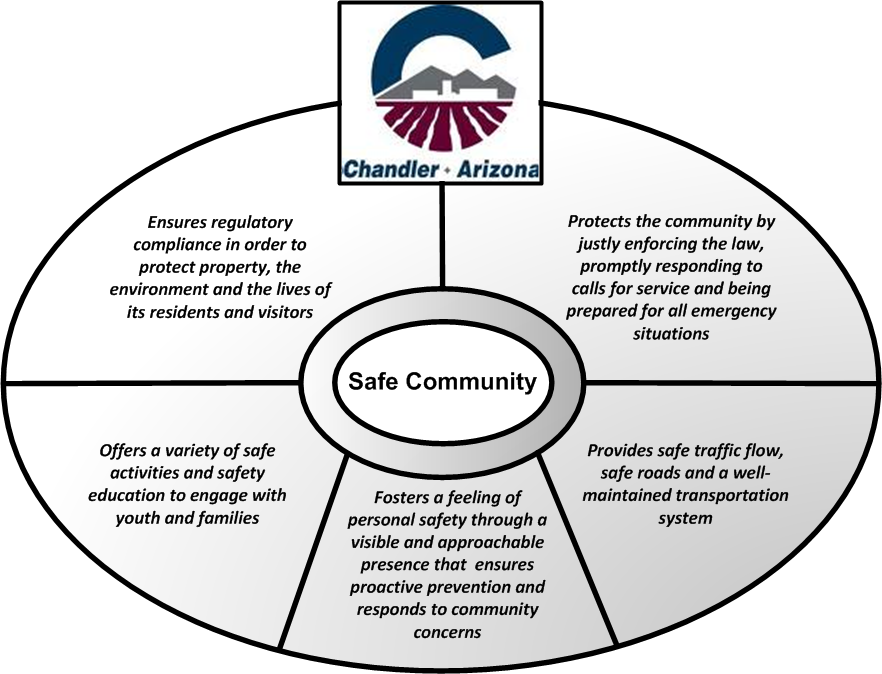 Chandler + Arizona
Ensures regulatory
compliance in order to
protect property, the
environment and the lives of
its residents and visitors
Protects the community by
justly enforcing the law,
promptly responding to
calls for service and being
prepared for all emergency
situations
Safe Community
Offers a variety of safe
activities and safety
education to engage with
youth and families
Fosters a feeling of
personal safety through a
visible and approachable
presence that ensures
proactive prevention and
responds to community
concerns
Provides safe traffic flow,
safe roads and a well-
maintained transportation
system